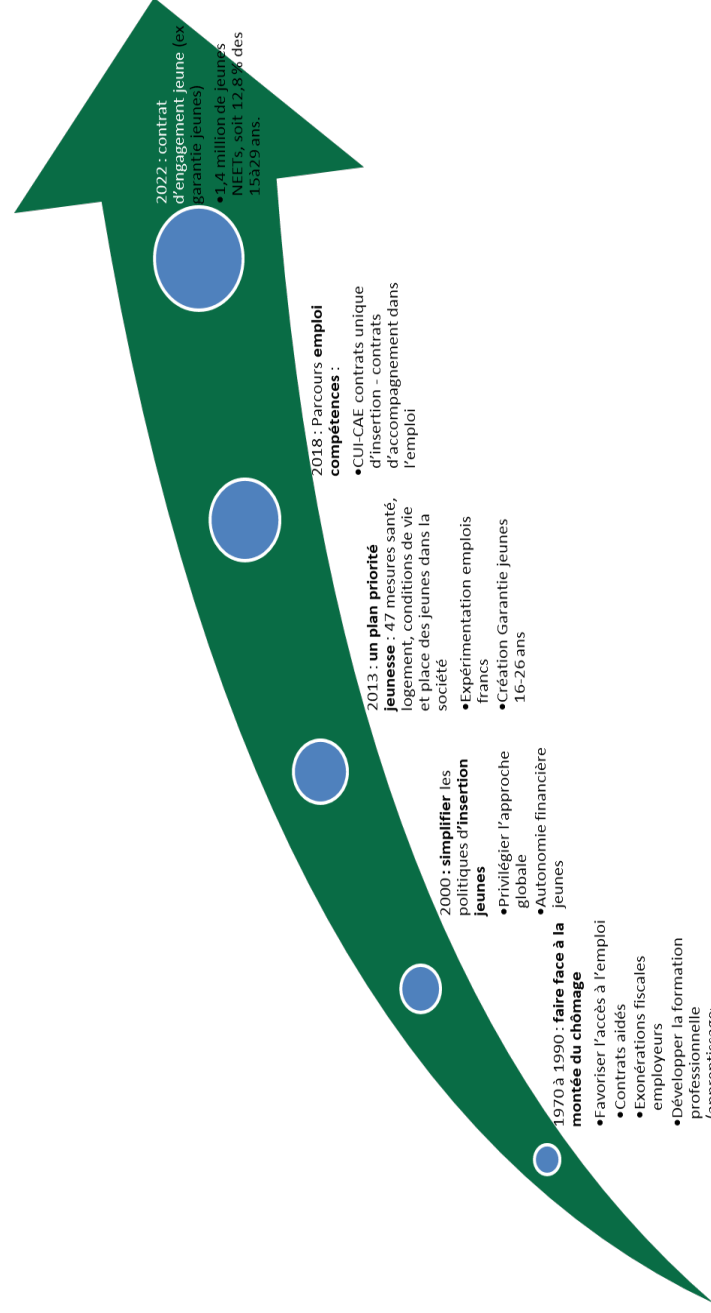 1970 à 1990 : faire face à la
montée du chômage
•Favoriser l'accès à l'emploi
•Contrats aidés
•Exonérations fiscales
employeurs
•Développer la formation
professionnelle
2000 : simplifier les
politiques d'insertion
jeunes
•Privilégier l'approche
globale
•Autonomie financière
jeunes
2013 : un plan priorité
jeunesse : 47 mesures santé,
logement, conditions de vie
et place des jeunes dans la
société
•Expérimentation emplois
francs
•Création Garantie jeunes
16-26 ans
2018 : Parcours emploi
compétences :
•CUI-CAE contrats unique
d'insertion - contrats
d'accompagnement dans
l'emploi
2022 : contrat
d'engagement jeune (ex
garantie jeunes)
•1,4 million de jeunes
NEETs, soit 12,8 % des
15à29 ans.